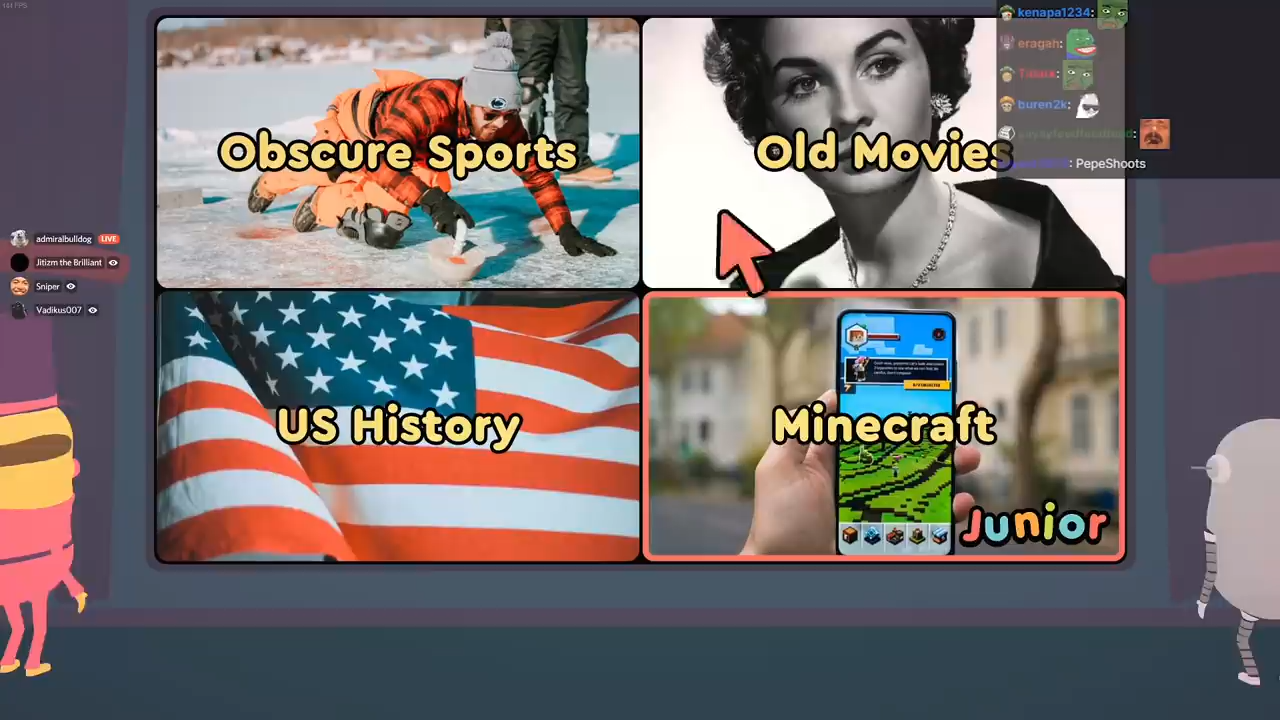 kenapa1234:
eragah:
buren2k:
: PepeShoots
Obscure Sports
Old Movies
admiralbulldog LIVE
Jitizm the Brilliant
Sniper
Vadikus007
US History
Minecraft
Junior